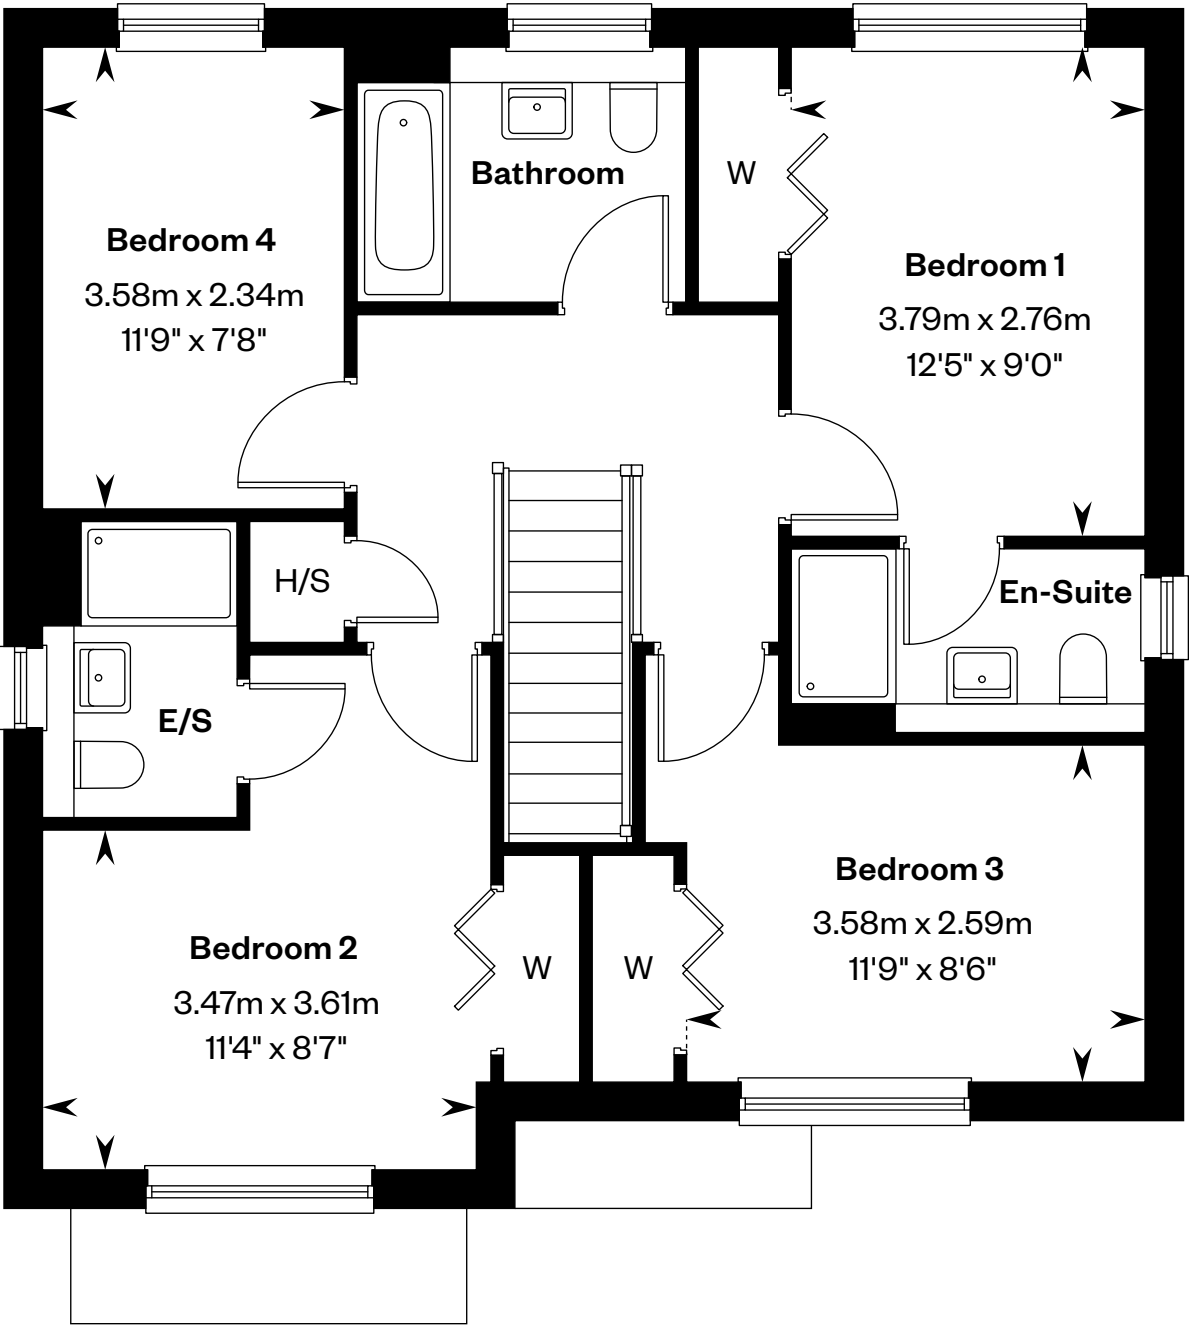 Bathroom
W
Bedroom 4
3.58m x 2.34m
11'9" x 7'8"
Bedroom 1
3.79m x 2.76m
12'5" x 9'0"
H/S
En-Suite
E/S
Bedroom 3
3.58m x 2.59m
11'9" x 8'6"
Bedroom 2
3.47m x 3.61m
11'4" x 8'7"
W
W